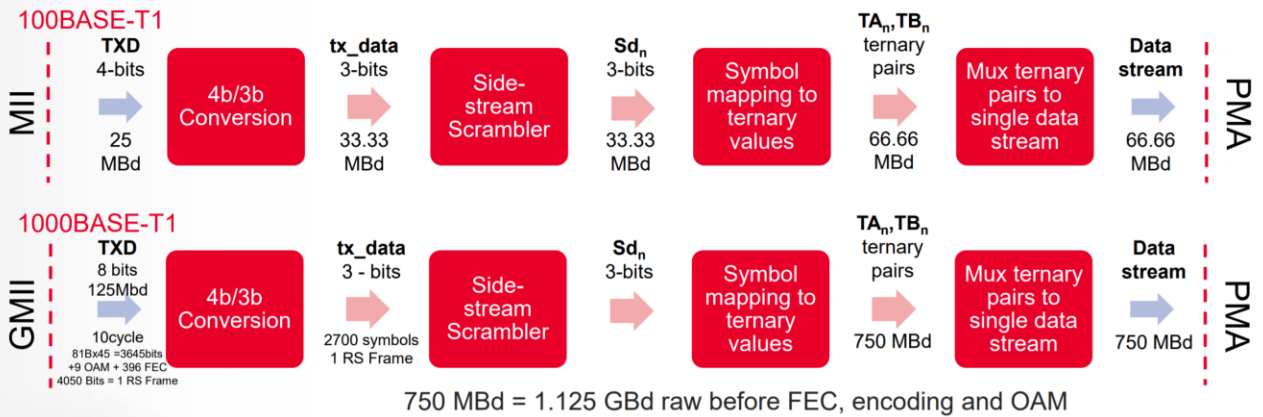 100BASE-T1
MII
TXD
4-bits
25
MBd
4b/3b
Conversion
tx_data
3-bits
33.33
MBd
Side-
stream
Scrambler
Sdn
3-bits
33.33
MBd
Symbol
mapping to
ternary
values
TAn,TBn
ternary
pairs
66.66
MBd
Mux ternary
pairs to
single data
stream
Data
stream
66.66
MBd
PMA
1000BASE-T1
GMII
TXD
8 bits
125Mbd
10cycle
81Bx45 =3645bits
+9 OAM + 396 FEC
4050 Bits = 1 RS Frame
4b/3b
Conversion
tx_data
3 - bits
2700 symbols
1 RS Frame
Side-
stream
Scrambler
Sdn
3-bits
Symbol
mapping to
ternary
values
TAn,TBn
ternary
pairs
750 MBd
Mux ternary
pairs to
single data
stream
Data
stream
750 MBd
PMA
750 MBd = 1.125 GBd raw before FEC, encoding and OAM